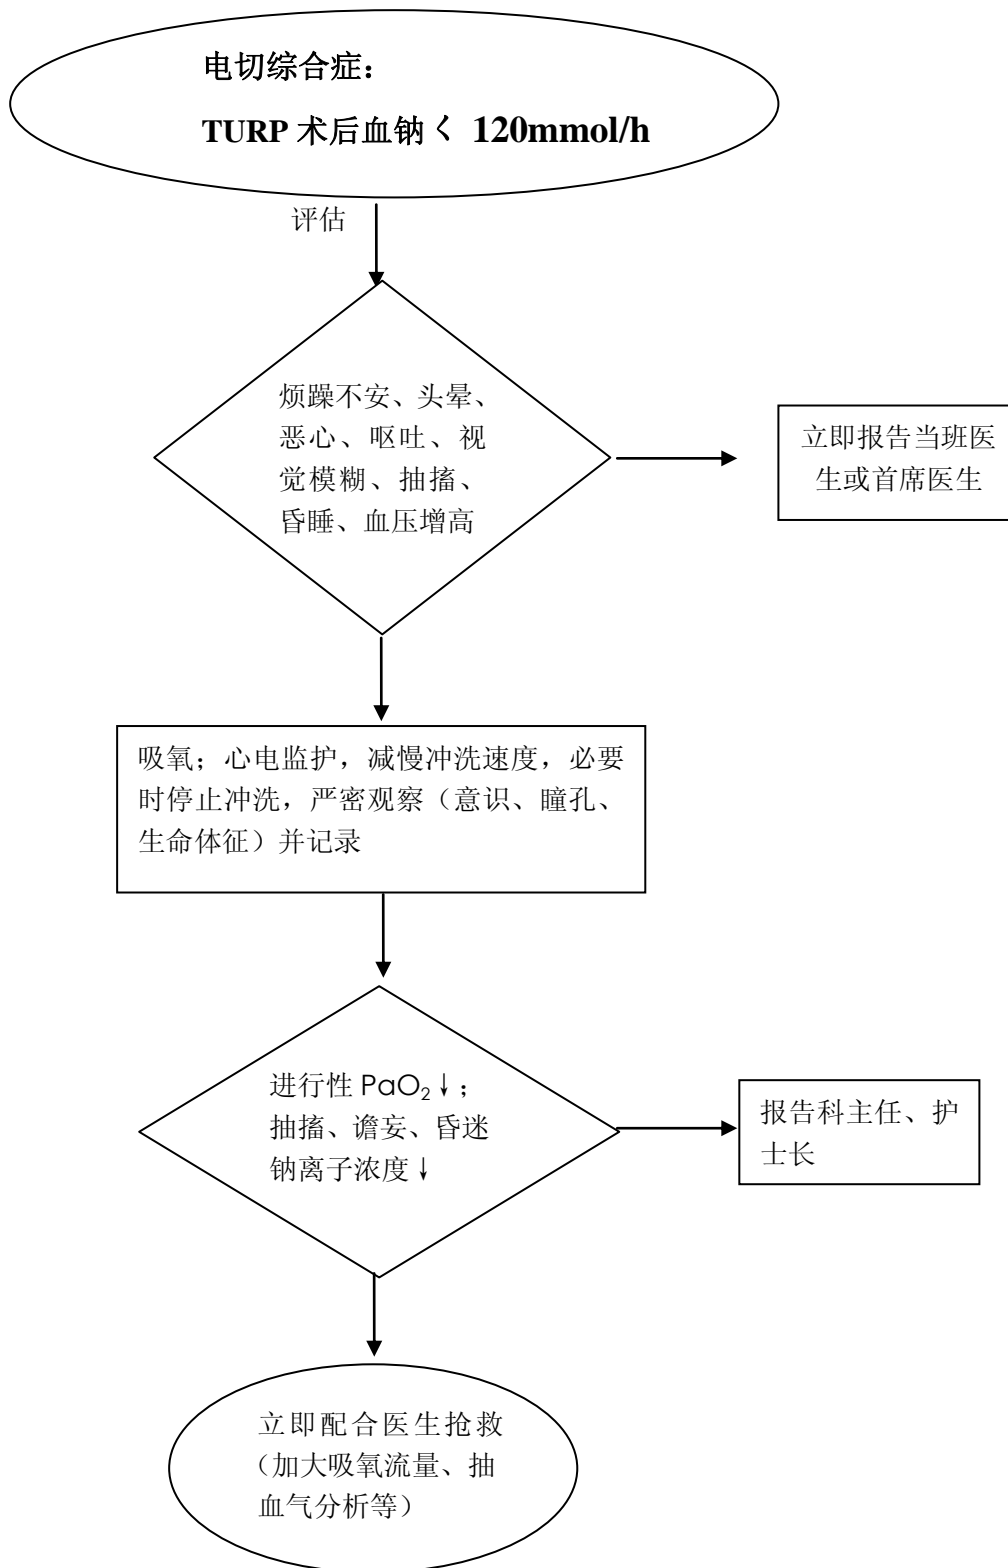 电切综合症：
TURP 术后血钠〈 120mmol/h
评估
烦躁不安、头晕、
恶心、呕吐、视
觉模糊、抽搐、
昏睡、血压增高
立即报告当班医
生或首席医生
吸氧；心电监护，减慢冲洗速度，必要
时停止冲洗，严密观察（意识、瞳孔、
生命体征）并记录
进行性 PaO₂↓；
抽搐、谵妄、昏迷
钠离子浓度↓
报告科主任、护
士长
立即配合医生抢救
（加大吸氧流量、抽
血气分析等）